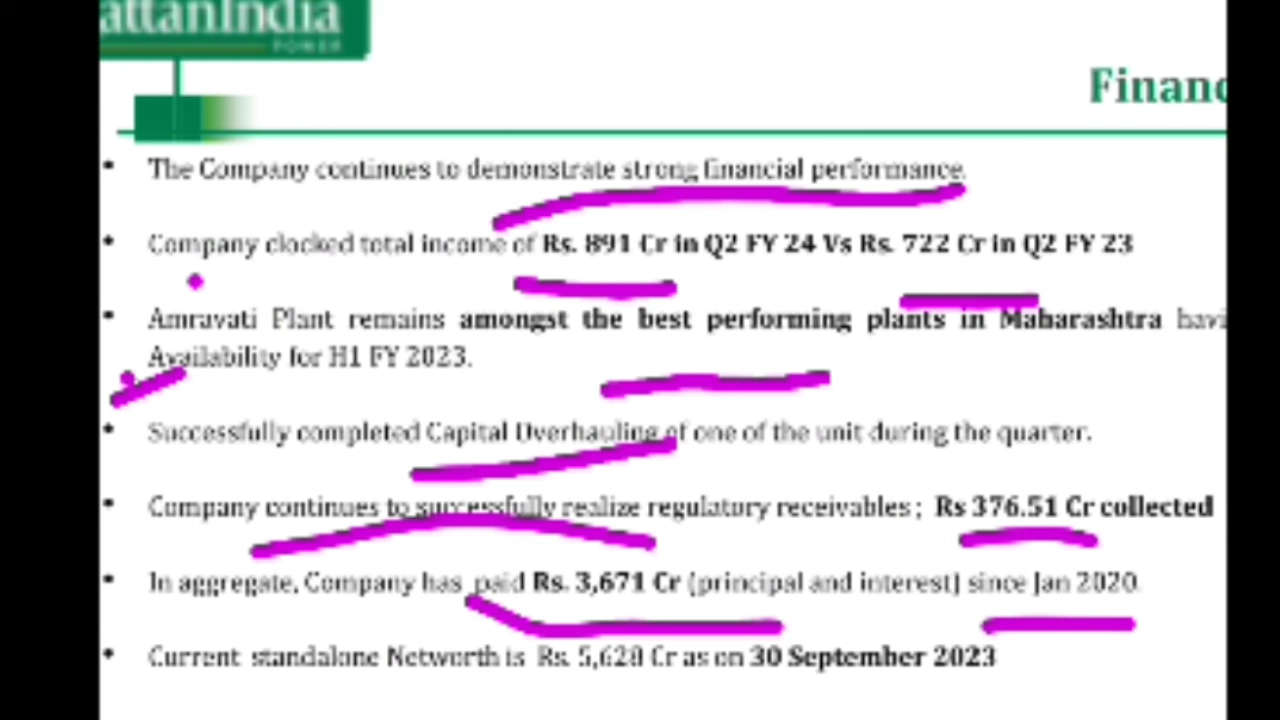 attanIndia
POWER
Financ
• The Company continues to demonstrate strong financial performance.
• Company clocked total income of Rs. 891 Cr in Q2 FY 24 Vs Rs. 722 Cr in Q2 FY 23
• Amravati Plant remains amongst the best performing plants in Maharashtra havi
Availability for H1 FY 2023.
• Successfully completed Capital Overhauling of one of the unit during the quarter.
• Company continues to successfully realize regulatory receivables ; Rs 376.51 Cr collected
• In aggregate, Company has paid Rs. 3,671 Cr (principal and interest) since Jan 2020.
• Current standalone Networth is Rs. 5,628 Cr as on 30 September 2023